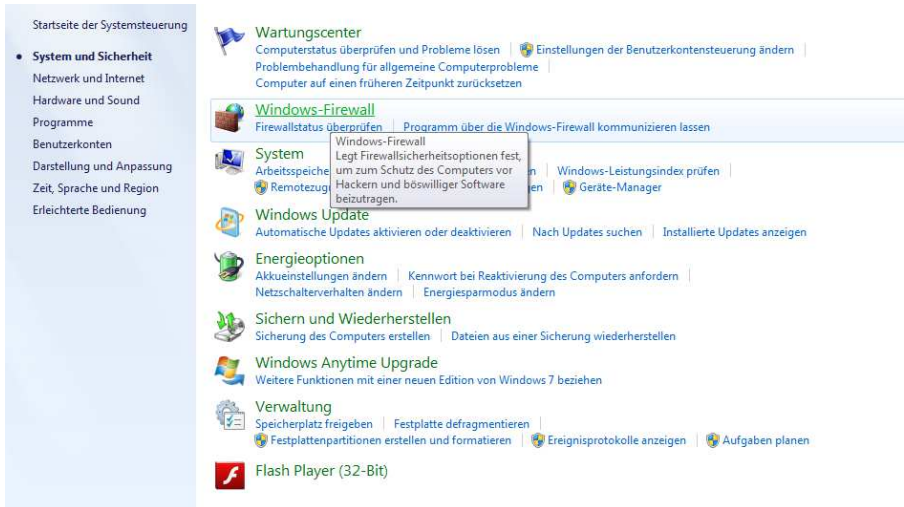 Startseite der Systemsteuerung
System und Sicherheit
Netzwerk und Internet
Hardware und Sound
Programme
Benutzerkonten
Darstellung und Anpassung
Zeit, Sprache und Region
Erleichterte Bedienung
Wartungscenter
Computerstatus überprüfen und Probleme lösen Einstellungen der Benutzerkontensteuerung ändern
Problembehandlung für allgemeine Computerprobleme
Computer auf einen früheren Zeitpunkt zurücksetzen
Windows-Firewall
Firewallstatus überprüfen Programm über die Windows-Firewall kommunizieren lassen
Windows-Firewall
Legt Firewallsicherheitsoptionen fest,
um zum Schutz des Computers vor
Hackern und böswilliger Software
beizutragen.
System
Windows-Leistungsindex prüfen
Geräte-Manager
Windows Update
Automatische Updates aktivieren oder deaktivieren Nach Updates suchen Installierte Updates anzeigen
Energieoptionen
Akkueinstellungen ändern Kennwort bei Reaktivierung des Computers anfordern
Netzschalterverhalten ändern Energiesparmodus ändern
Sichern und Wiederherstellen
Sicherung des Computers erstellen Dateien aus einer Sicherung wiederherstellen
Windows Anytime Upgrade
Weitere Funktionen mit einer neuen Edition von Windows 7 beziehen
Verwaltung
Speicherplatz freigeben Festplatte defragmentieren
Festplattenpartitionen erstellen und formatieren Ereignisprotokolle anzeigen Aufgaben planen
Flash Player (32-Bit)